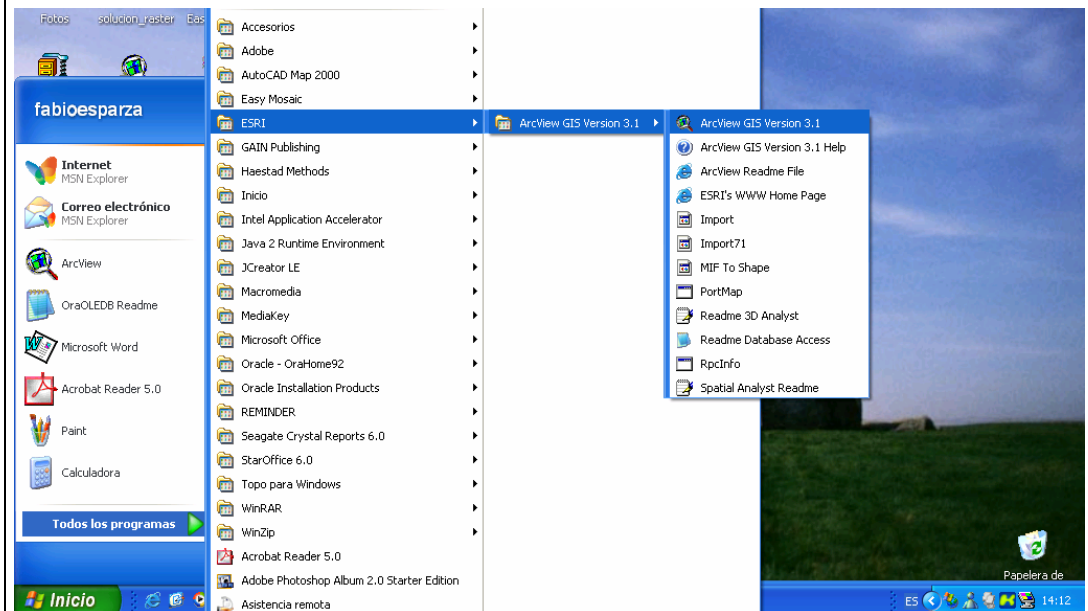 Fotos
solucion_raster
Eas
fabioesparza
Internet
MSN Explorer
Correo electrónico
MSN Explorer
ArcView
OraOLEDB Readme
Microsoft Word
Acrobat Reader 5.0
Paint
Calculadora
Todos los programas
Accesorios
Adobe
AutoCAD Map 2000
Easy Mosaic
ESRI
GAIN Publishing
Haestad Methods
Inicio
Intel Application Accelerator
Java 2 Runtime Environment
JCreator LE
Macromedia
MediaKey
Microsoft Office
Oracle - OraHome92
Oracle Installation Products
REMINDER
Seagate Crystal Reports 6.0
StarOffice 6.0
Topo para Windows
WinRAR
WinZip
Acrobat Reader 5.0
Adobe Photoshop Album 2.0 Starter Edition
Asistencia remota
ArcView GIS Version 3.1
ArcView GIS Version 3.1
ArcView GIS Version 3.1 Help
ArcView Readme File
ESRI's WWW Home Page
Import
Import71
MIF To Shape
PortMap
Readme 3D Analyst
Readme Database Access
RpcInfo
Spatial Analyst Readme
Papelera de
Inicio
ES
14:12